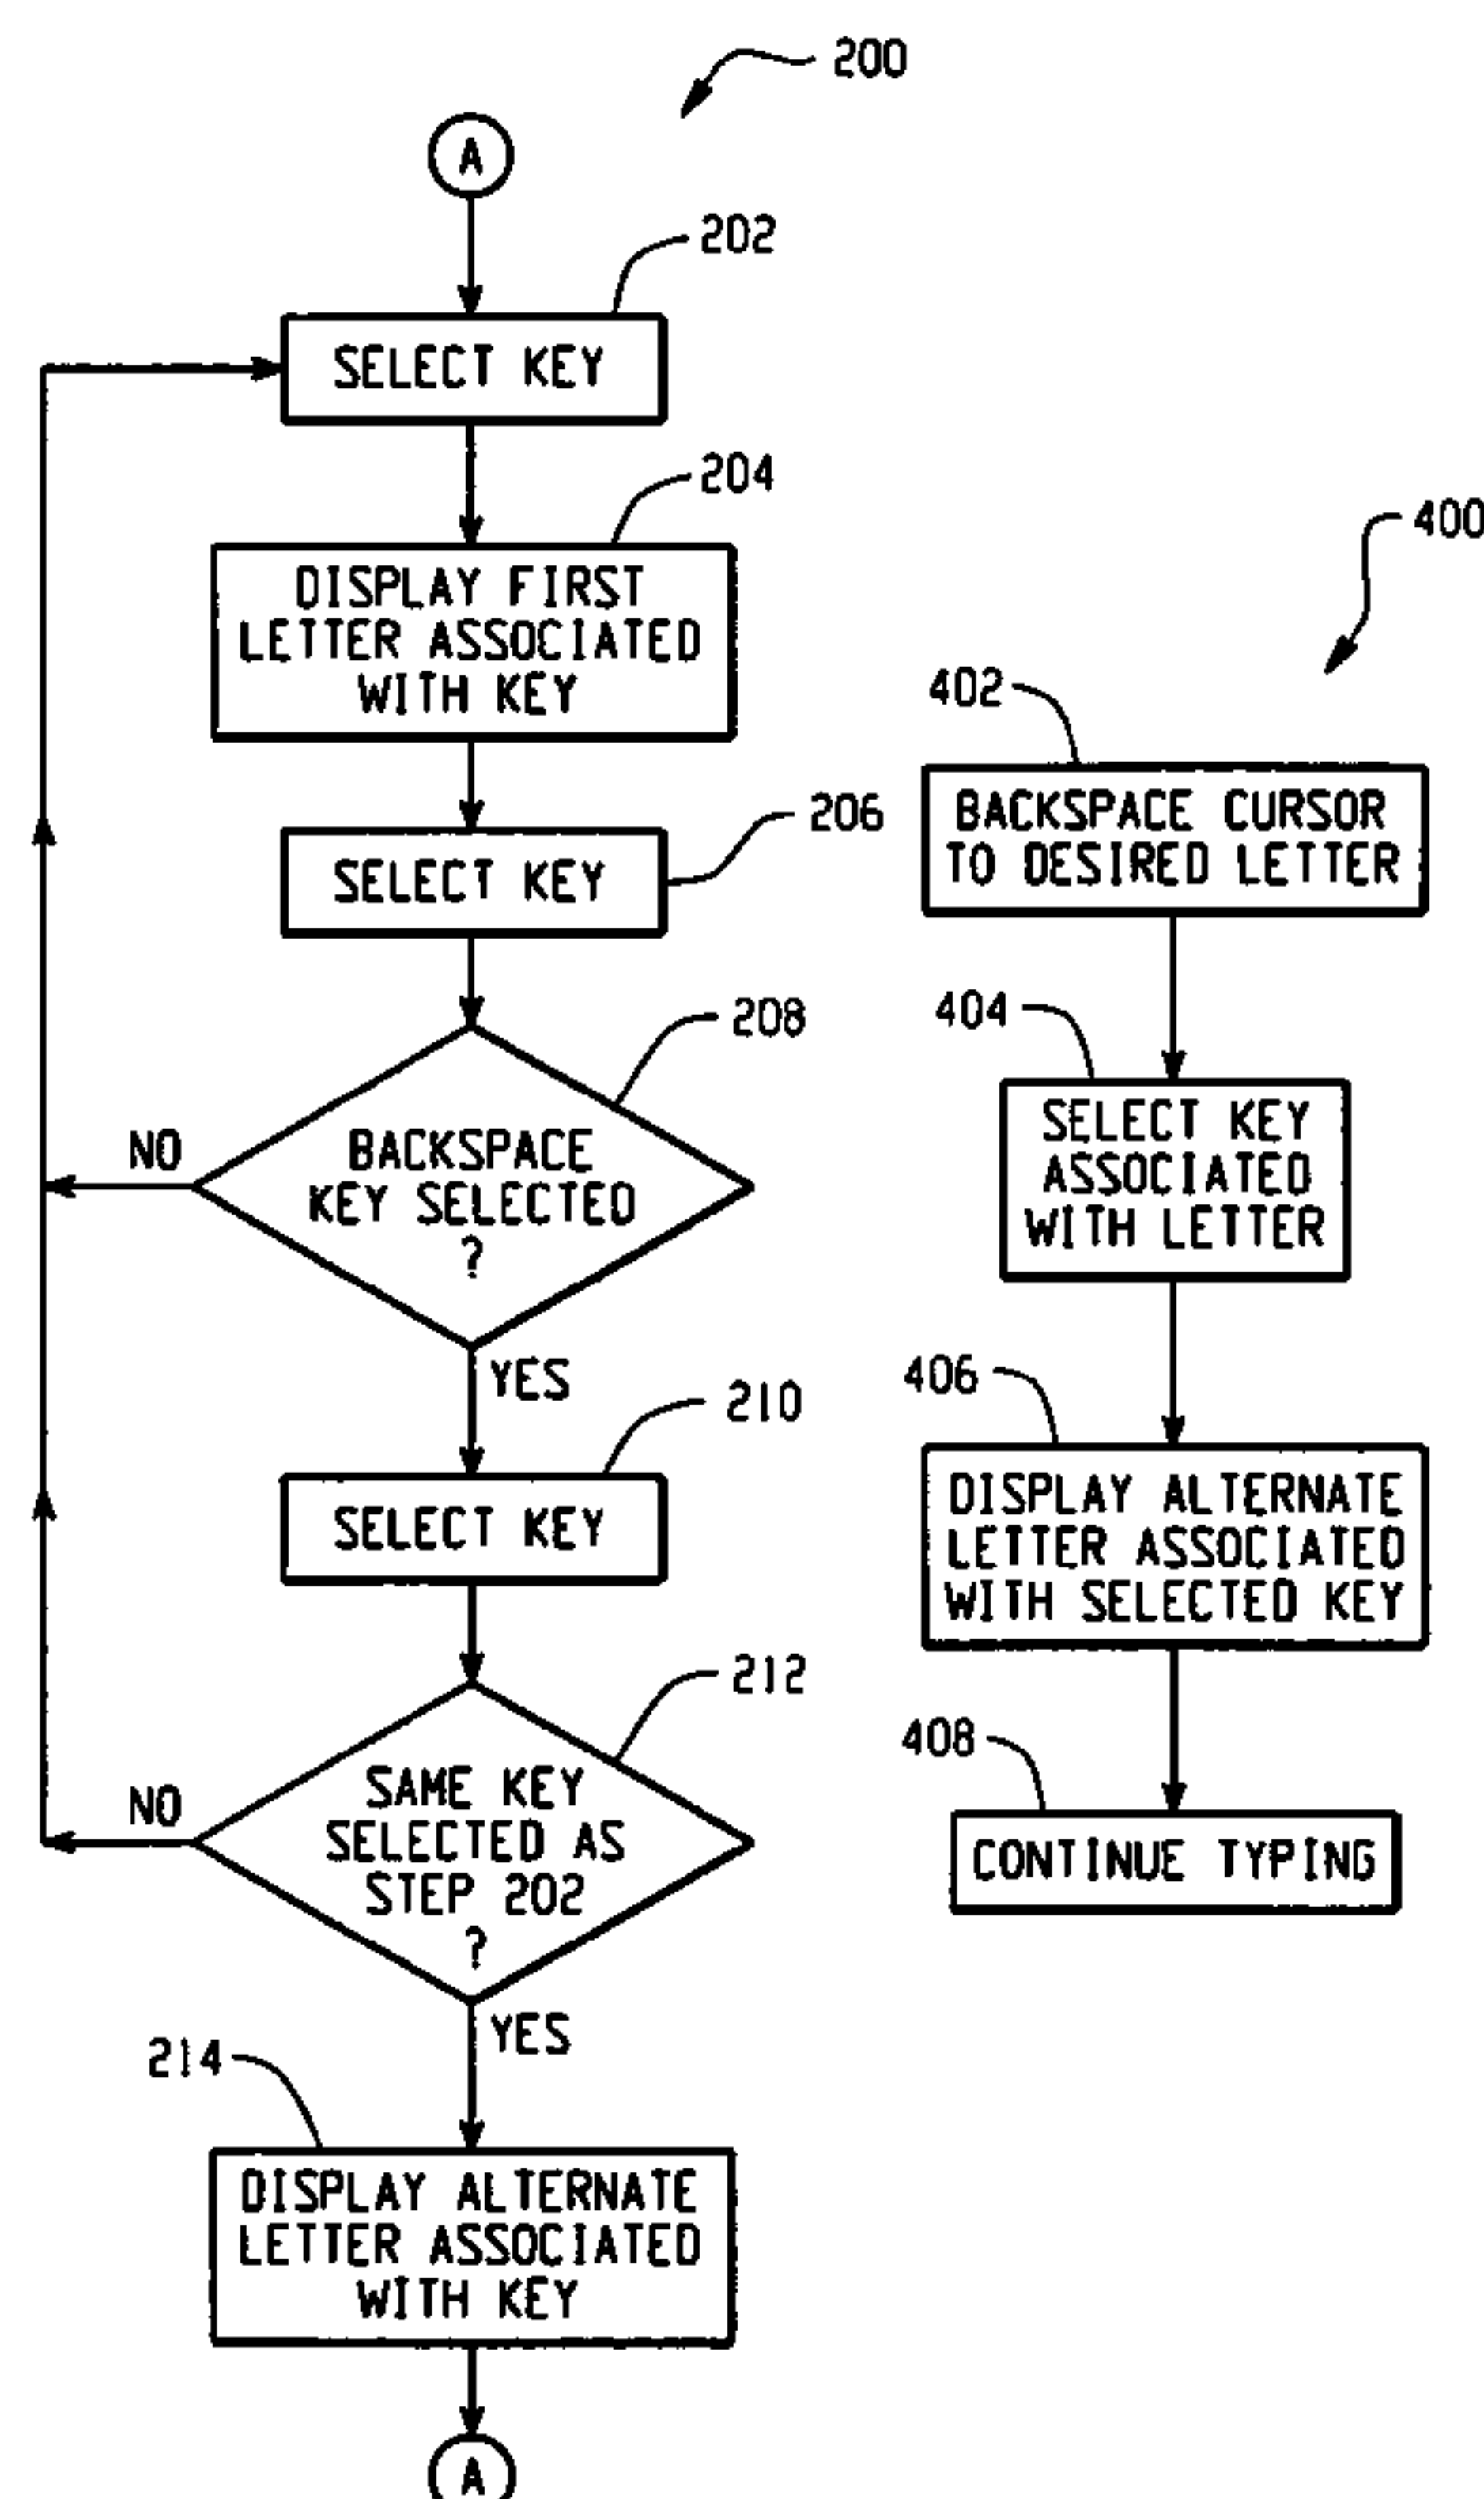 200
A
202
SELECT KEY
204
DISPLAY FIRST
LETTER ASSOCIATED
WITH KEY
206
SELECT KEY
208
BACKSPACE
KEY SELECTED
?
NO
YES
210
SELECT KEY
212
SAME KEY
SELECTED AS
STEP 202
?
NO
YES
214
DISPLAY ALTERNATE
LETTER ASSOCIATED
WITH KEY
A
400
402
BACKSPACE CURSOR
TO DESIRED LETTER
404
SELECT KEY
ASSOCIATED
WITH LETTER
406
DISPLAY ALTERNATE
LETTER ASSOCIATED
WITH SELECTED KEY
408
CONTINUE TYPING